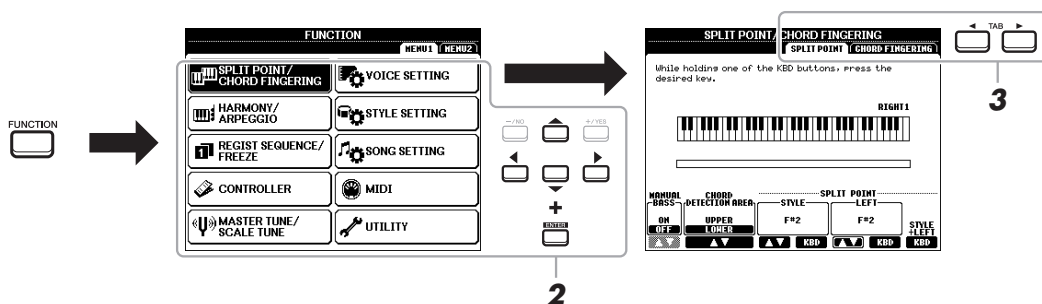 FUNCTION
FUNCTION
MENU1 MENU2
SPLIT POINT/
CHORD FINGERING
VOICE SETTING
HARMONY/
ARPEGGIO
STYLE SETTING
REGIST SEQUENCE/
FREEZE
SONG SETTING
CONTROLLER
MIDI
MASTER TUNE/
SCALE TUNE
UTILITY
-/NO
+/YES
+
ENTER
2
SPLIT POINT/CHORD FINGERING
SPLIT POINT CHORD FINGERING
While holding one of the KBD buttons, press the
desired key.
RIGHT1
MANUAL
BASS
ON
OFF
CHORD
DETECTION AREA
UPPER
LOWER
SPLIT POINT
STYLE
F#2
KBD
LEFT
F#2
KBD
STYLE
+LEFT
KBD
TAB
3